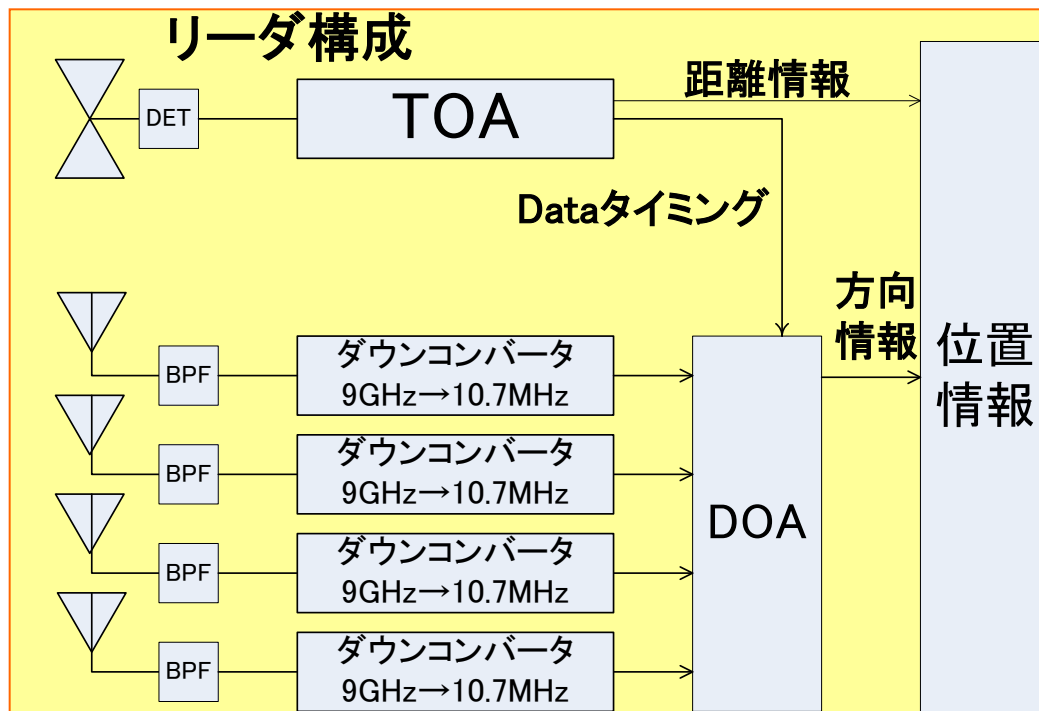 リーダ構成
DET
TOA
距離情報
Dataタイミング
方向
情報
位置
情報
BPF
ダウンコンバータ
9GHz→10.7MHz
BPF
ダウンコンバータ
9GHz→10.7MHz
DOA
BPF
ダウンコンバータ
9GHz→10.7MHz
BPF
ダウンコンバータ
9GHz→10.7MHz